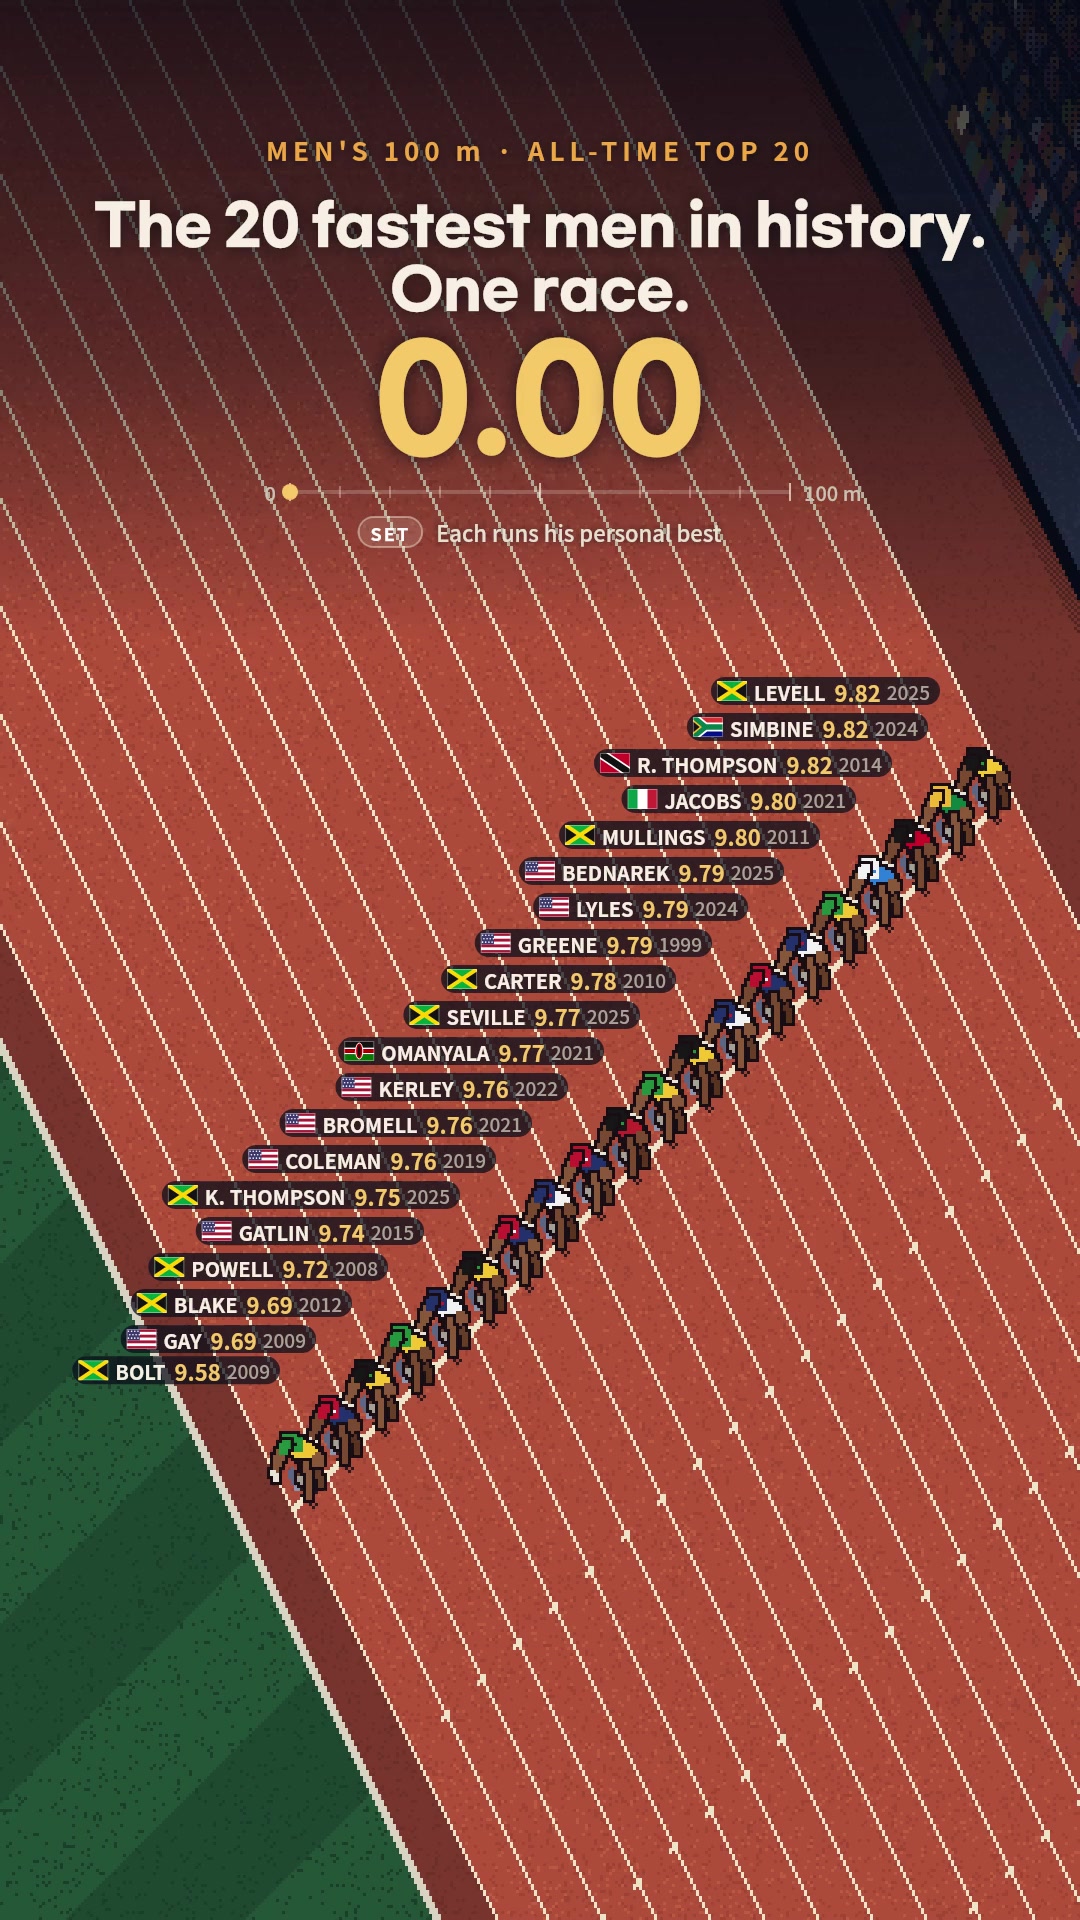 MEN'S 100 m · ALL-TIME TOP 20
The 20 fastest men in history.
One race.
0.00
0 100 m
SET Each runs his personal best
LEVELL 9.82 2025
SIMBINE 9.82 2024
R. THOMPSON 9.82 2014
JACOBS 9.80 2021
MULLINGS 9.80 2011
BEDNAREK 9.79 2025
LYLES 9.79 2024
GREENE 9.79 1999
CARTER 9.78 2010
SEVILLE 9.77 2025
OMANYALA 9.77 2021
KERLEY 9.76 2022
BROMELL 9.76 2021
COLEMAN 9.76 2019
K. THOMPSON 9.75 2025
GATLIN 9.74 2015
POWELL 9.72 2008
BLAKE 9.69 2012
GAY 9.69 2009
BOLT 9.58 2009